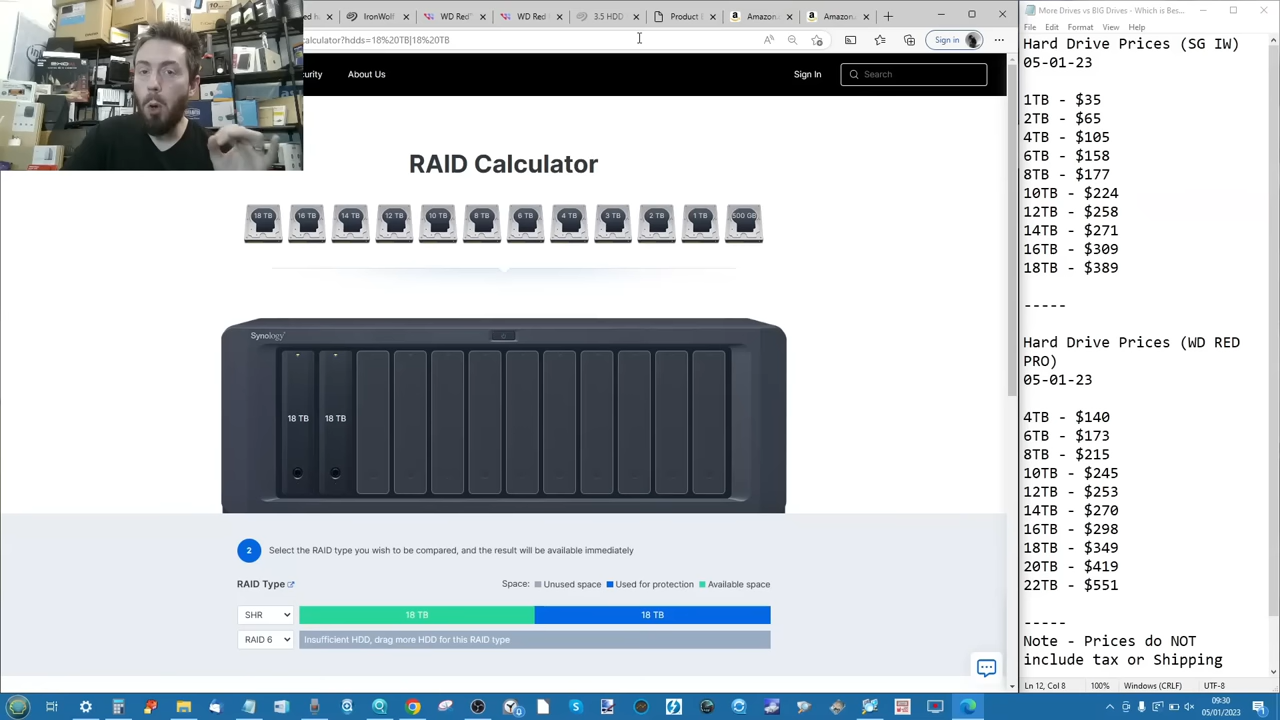 IronWolf
WD Red
WD Red
3.5 HDD
Product
Amazon
Amazon
calculator?hdds=18%20TB|18%20TB
Sign in
curity
About Us
Sign In
Search
RAID Calculator
18 TB
16 TB
14 TB
12 TB
10 TB
8 TB
6 TB
4 TB
3 TB
2 TB
1 TB
500 GB
Synology
18 TB
18 TB
2
Select the RAID type you wish to be compared, and the result will be available immediately
RAID Type
Space:
Unused space
Used for protection
Available space
SHR
18 TB
18 TB
RAID 6
Insufficient HDD, drag more HDD for this RAID type
More Drives vs BIG Drives - Which is Bes...
File Edit Format View Help
Hard Drive Prices (SG IW)
05-01-23
1TB - $35
2TB - $65
4TB - $105
6TB - $158
8TB - $177
10TB - $224
12TB - $258
14TB - $271
16TB - $309
18TB - $389
-----
Hard Drive Prices (WD RED
PRO)
05-01-23
4TB - $140
6TB - $173
8TB - $215
10TB - $245
12TB - $253
14TB - $270
16TB - $298
18TB - $349
20TB - $419
22TB - $551
-----
Note - Prices do NOT
include tax or Shipping
Ln 12, Col 8
100%
Windows (CRLF)
UTF-8
09:30
05/01/2023